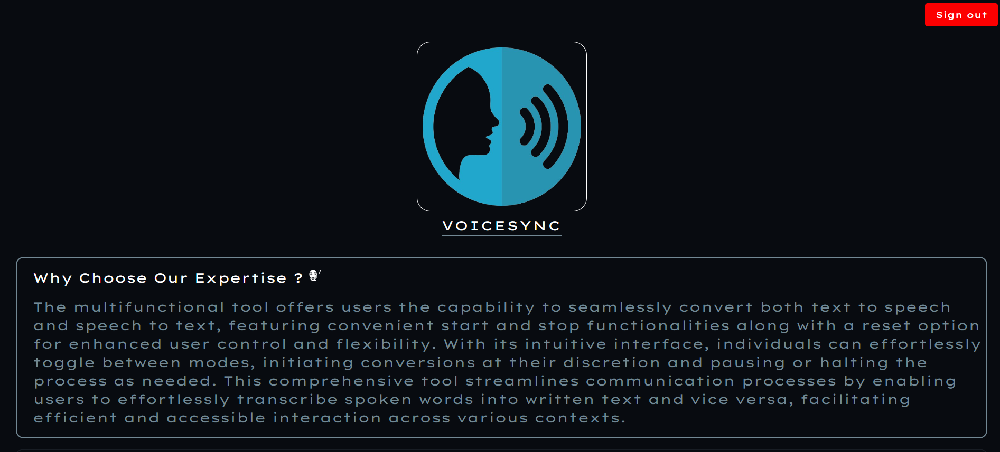 Sign out
VOICESYNC
Why Choose Our Expertise ?
The multifunctional tool offers users the capability to seamlessly convert both text to speech
and speech to text, featuring convenient start and stop functionalities along with a reset option
for enhanced user control and flexibility. With its intuitive interface, individuals can effortlessly
toggle between modes, initiating conversions at their discretion and pausing or halting the
process as needed. This comprehensive tool streamlines communication processes by enabling
users to effortlessly transcribe spoken words into written text and vice versa, facilitating
efficient and accessible interaction across various contexts.